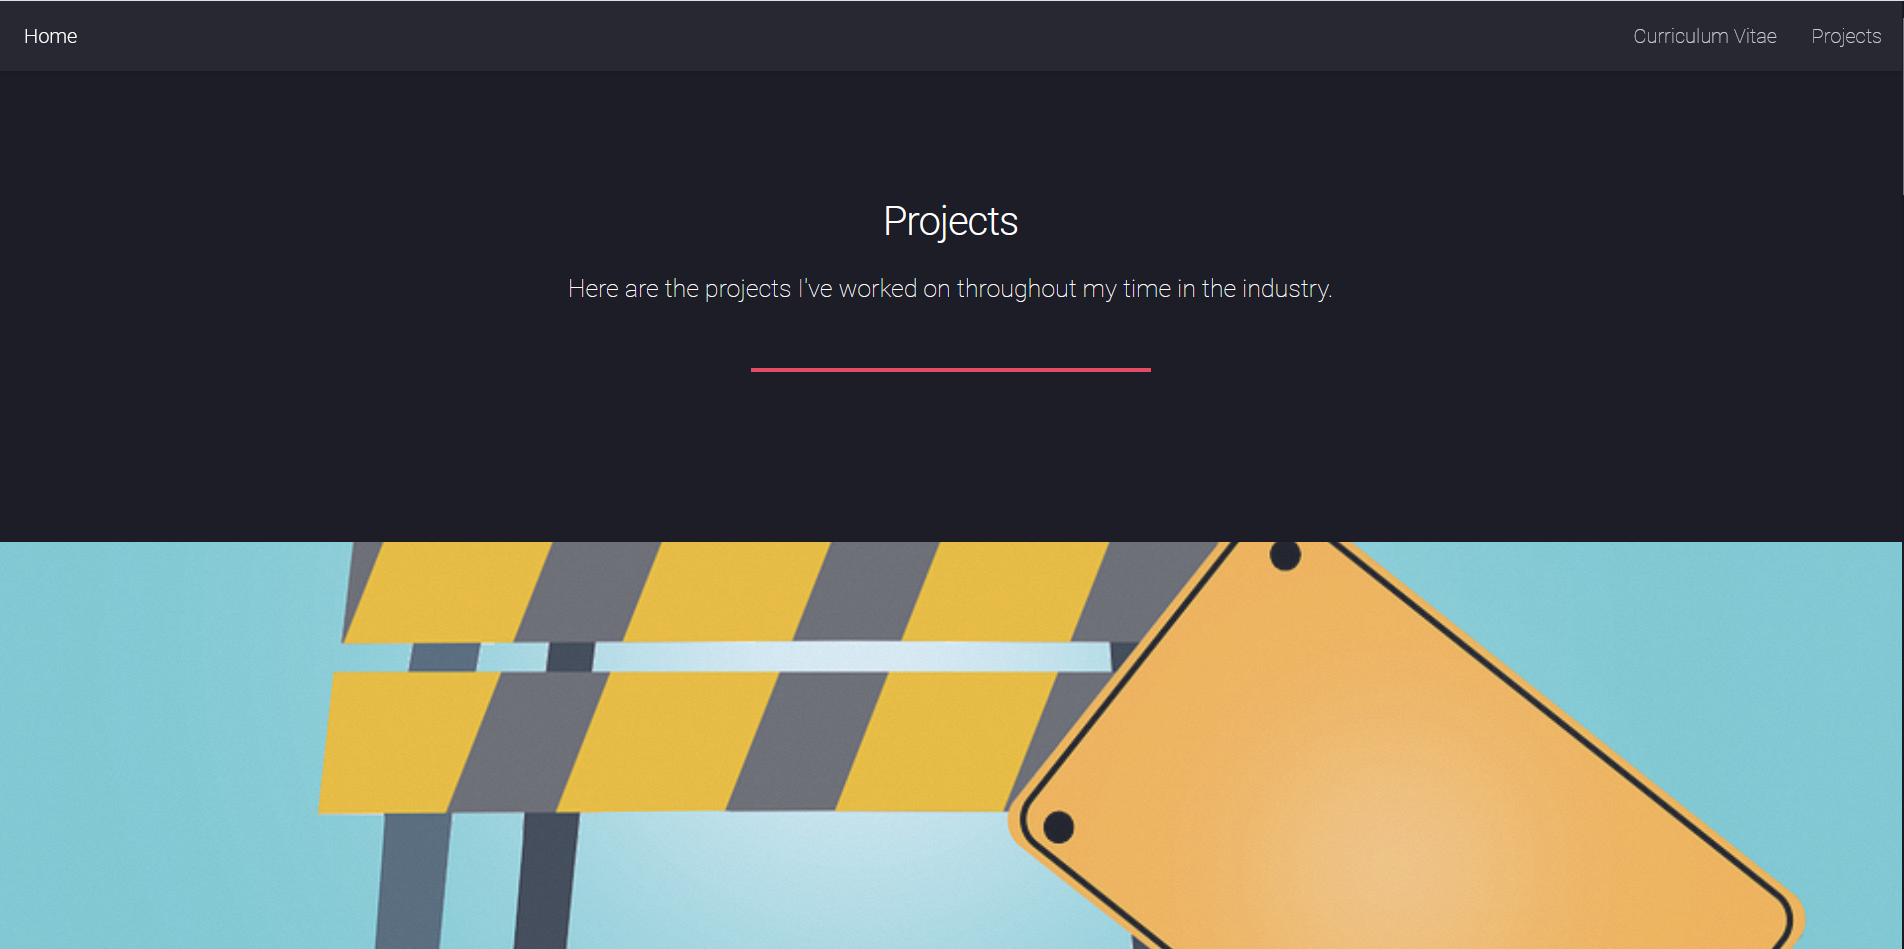 Home
Curriculum Vitae
Projects
Projects
Here are the projects I've worked on throughout my time in the industry.